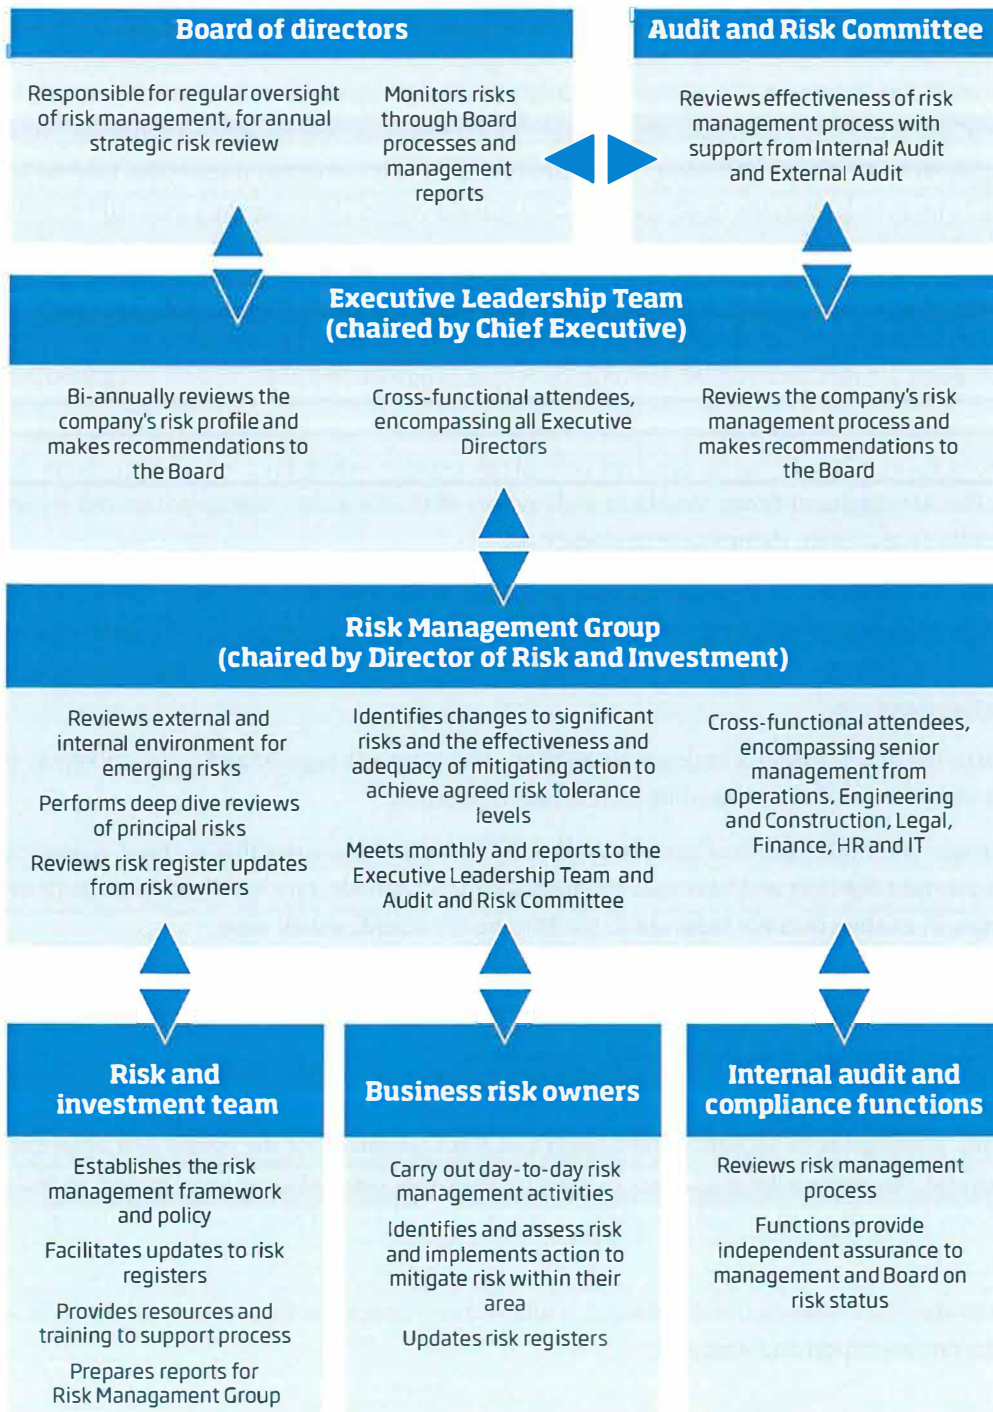 Board of directors
Responsible for regular oversight
of risk management, for annual
strategic risk review
Monitors risks
through Board
processes and
management
reports
Audit and Risk Committee
Reviews effectiveness of risk
management process with
support from Internal Audit
and External Audit
Executive Leadership Team
(chaired by Chief Executive)
Bi-annually reviews the
company's risk profile and
makes recommendations to
the Board
Cross-functional attendees,
encompassing all Executive
Directors
Reviews the company's risk
management process and
makes recommendations to
the Board
Risk Management Group
(chaired by Director of Risk and Investment)
Reviews external and
internal environment for
emerging risks
Performs deep dive reviews
of principal risks
Reviews risk register updates
from risk owners
Identifies changes to significant
risks and the effectiveness and
adequacy of mitigating action to
achieve agreed risk tolerance
levels
Meets monthly and reports to the
Executive Leadership Team and
Audit and Risk Committee
Cross-functional attendees,
encompassing senior
management from
Operations, Engineering
and Construction, Legal,
Finance, HR and IT
Risk and
investment team
Establishes the risk
management framework
and policy
Facilitates updates to risk
registers
Provides resources and
training to support process
Prepares reports for
Risk Managament Group
Business risk owners
Carry out day-to-day risk
management activities
Identifies and assess risk
and implements action to
mitigate risk within their
area
Updates risk registers
Internal audit and
compliance functions
Reviews risk management
process
Functions provide
independent assurance to
management and Board on
risk status